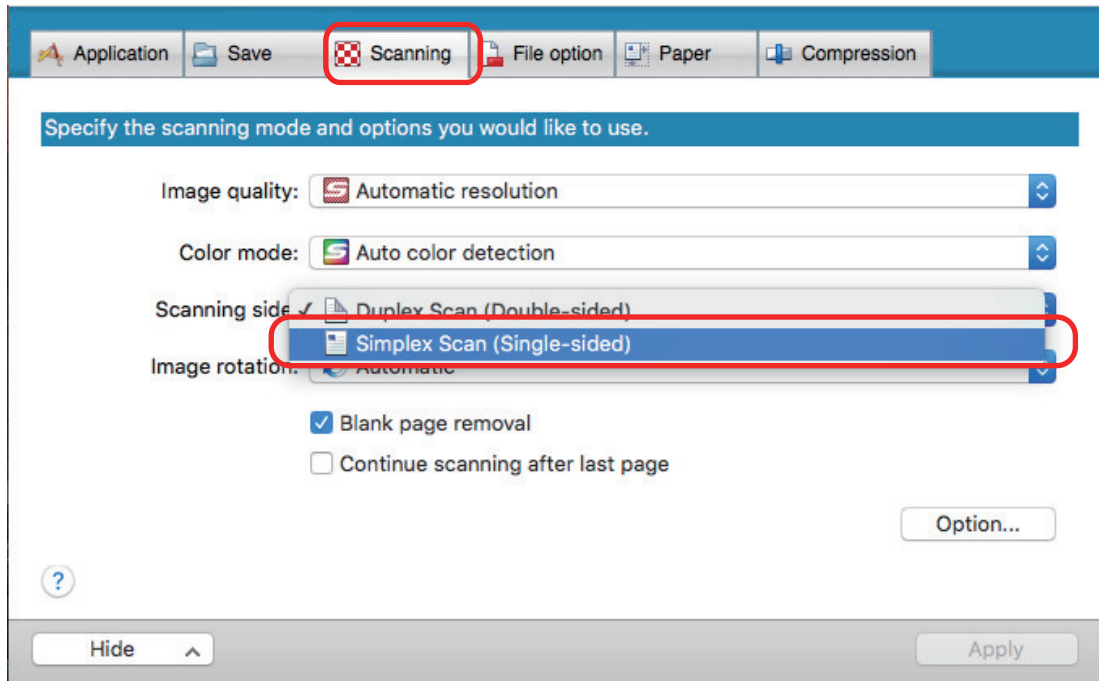 Application Save Scanning File option Paper Compression
Specify the scanning mode and options you would like to use.
Image quality: Automatic resolution
Color mode: Auto color detection
Scanning side ✓ Duplex Scan (Double-sided)
Simplex Scan (Single-sided)
Image rotation: Automatic
Blank page removal
Continue scanning after last page
Option...
?
Hide Apply